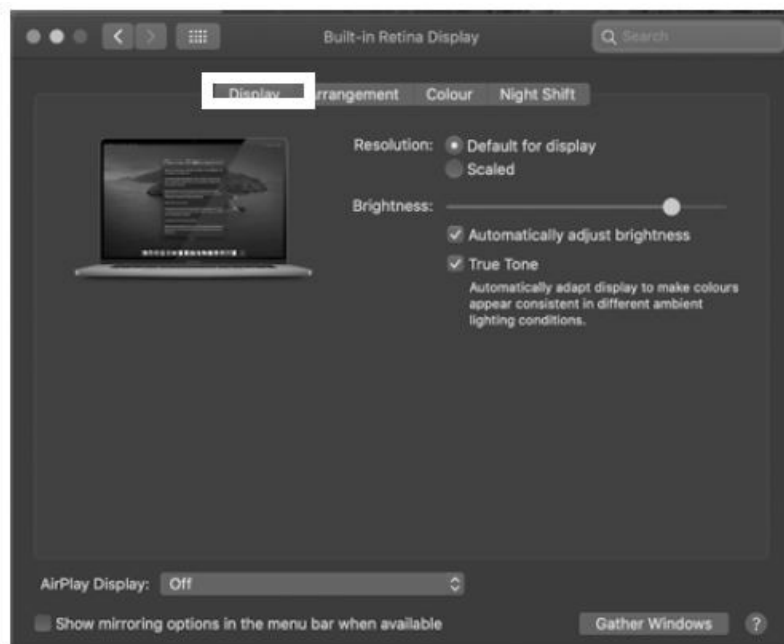 Built-in Retina Display
Search
Display Arrangement Colour Night Shift
Resolution: Default for display
Scaled
Brightness:
Automatically adjust brightness
True Tone
Automatically adapt display to make colours
appear consistent in different ambient
lighting conditions.
AirPlay Display: Off
Show mirroring options in the menu bar when available
Gather Windows ?